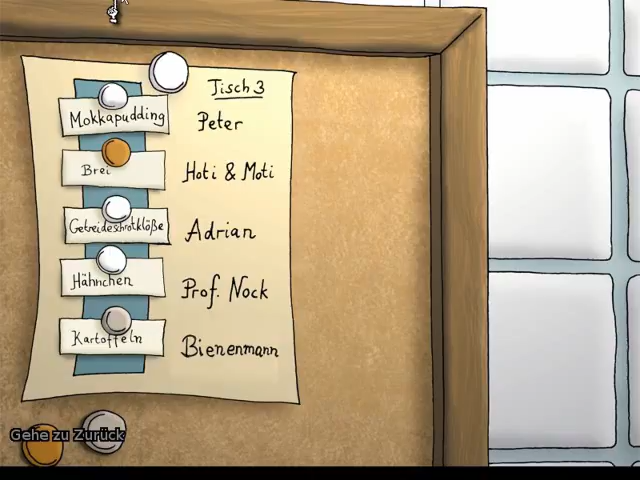 Tisch 3
Mokkapudding Peter
Brei Hoti & Moti
Getreideschrotklöße Adrian
Hähnchen Prof. Nock
Kartoffeln Bienenmann
Gehe zu Zurück